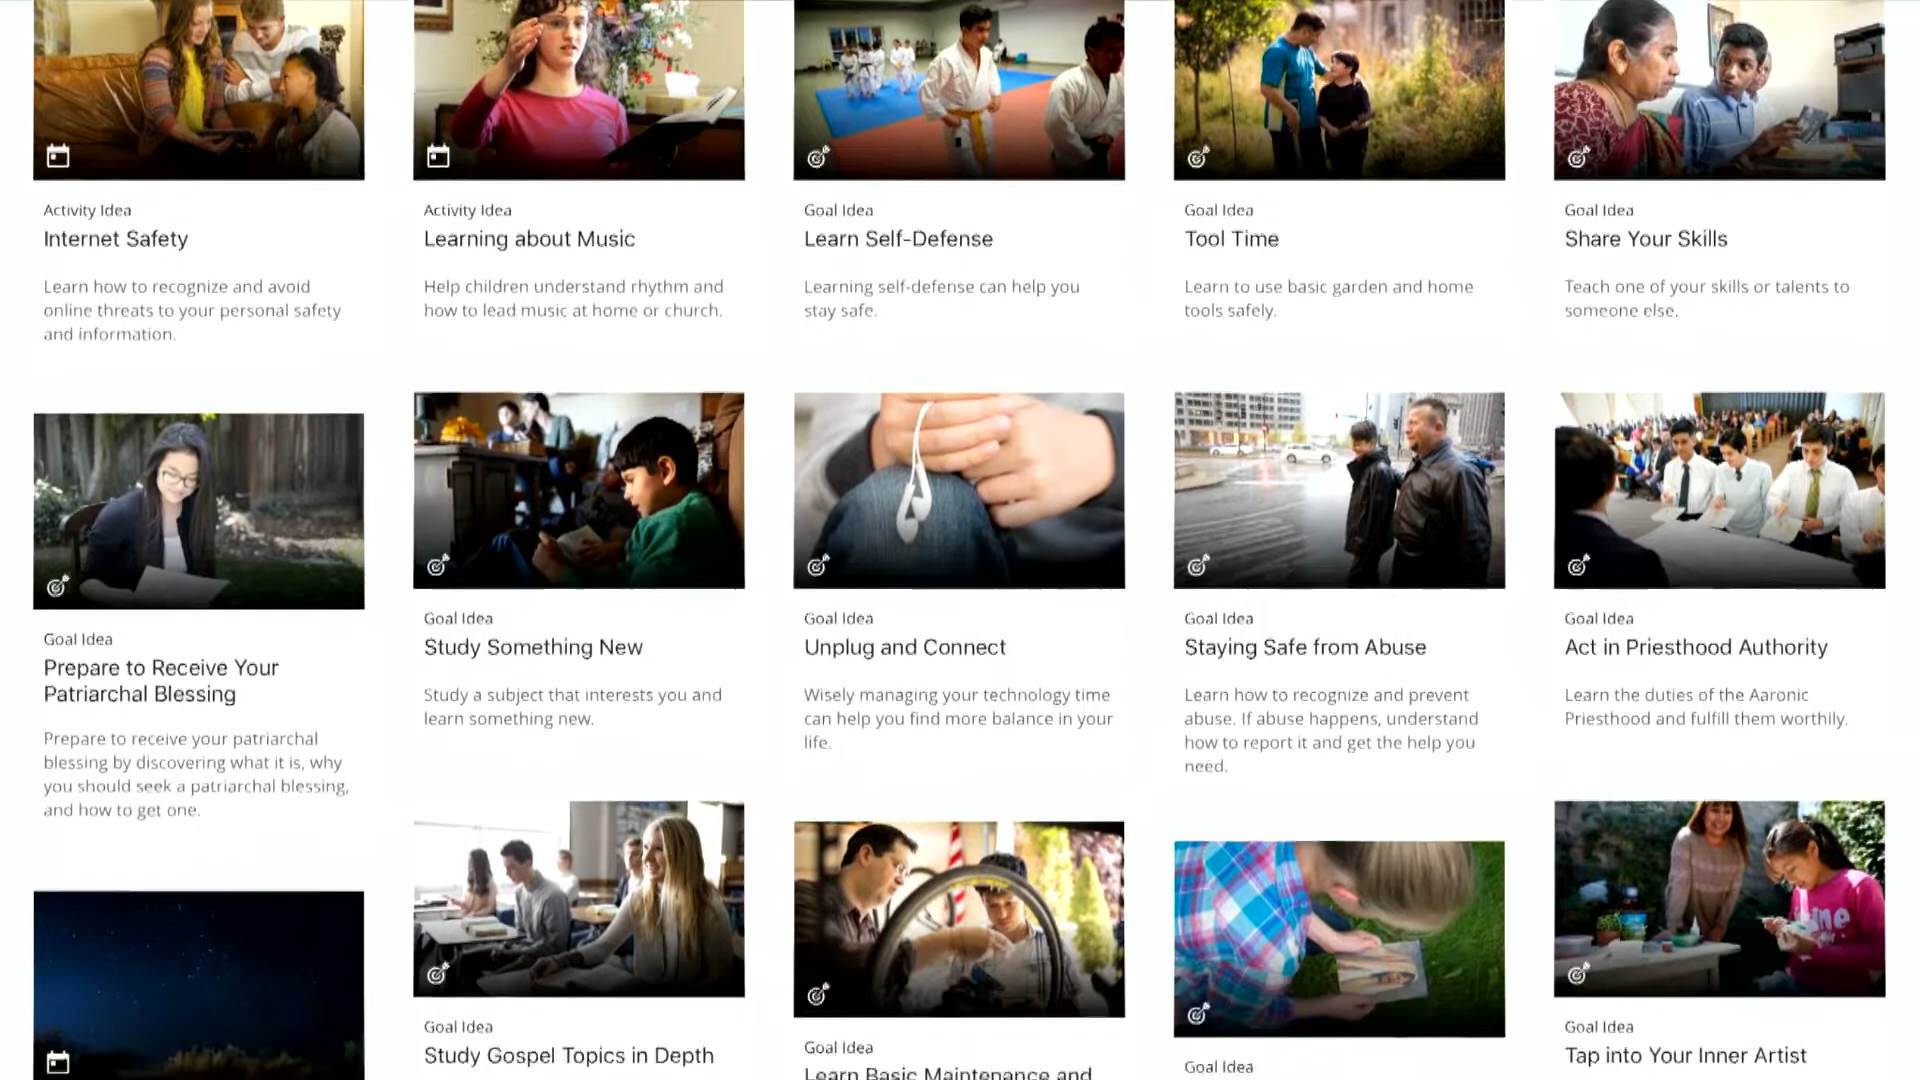 Activity Idea
Internet Safety
Learn how to recognize and avoid
online threats to your personal safety
and information.
Activity Idea
Learning about Music
Help children understand rhythm and
how to lead music at home or church.
Goal Idea
Learn Self-Defense
Learning self-defense can help you
stay safe.
Goal Idea
Tool Time
Learn to use basic garden and home
tools safely.
Goal Idea
Share Your Skills
Teach one of your skills or talents to
someone else.
Goal Idea
Prepare to Receive Your
Patriarchal Blessing
Prepare to receive your patriarchal
blessing by discovering what it is, why
you should seek a patriarchal blessing,
and how to get one.
Goal Idea
Study Something New
Study a subject that interests you and
learn something new.
Goal Idea
Unplug and Connect
Wisely managing your technology time
can help you find more balance in your
life.
Goal Idea
Staying Safe from Abuse
Learn how to recognize and prevent
abuse. If abuse happens, understand
how to report it and get the help you
need.
Goal Idea
Act in Priesthood Authority
Learn the duties of the Aaronic
Priesthood and fulfill them worthily.
Goal Idea
Study Gospel Topics in Depth
Goal Idea
Learn Basic Maintenance and
Goal Idea
Goal Idea
Tap into Your Inner Artist